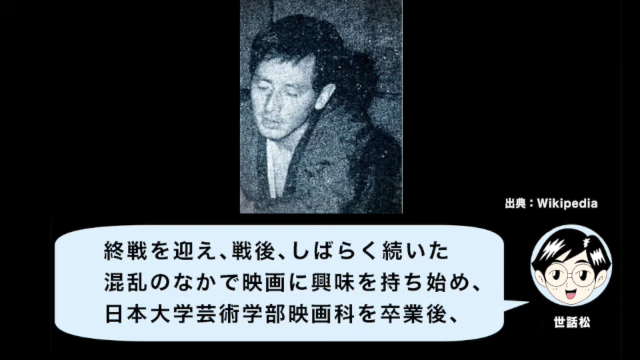 出典：Wikipedia
終戦を迎え、戦後、しばらく続いた
混乱のなかで映画に興味を持ち始め、
日本大学芸術学部映画科を卒業後、
世話松